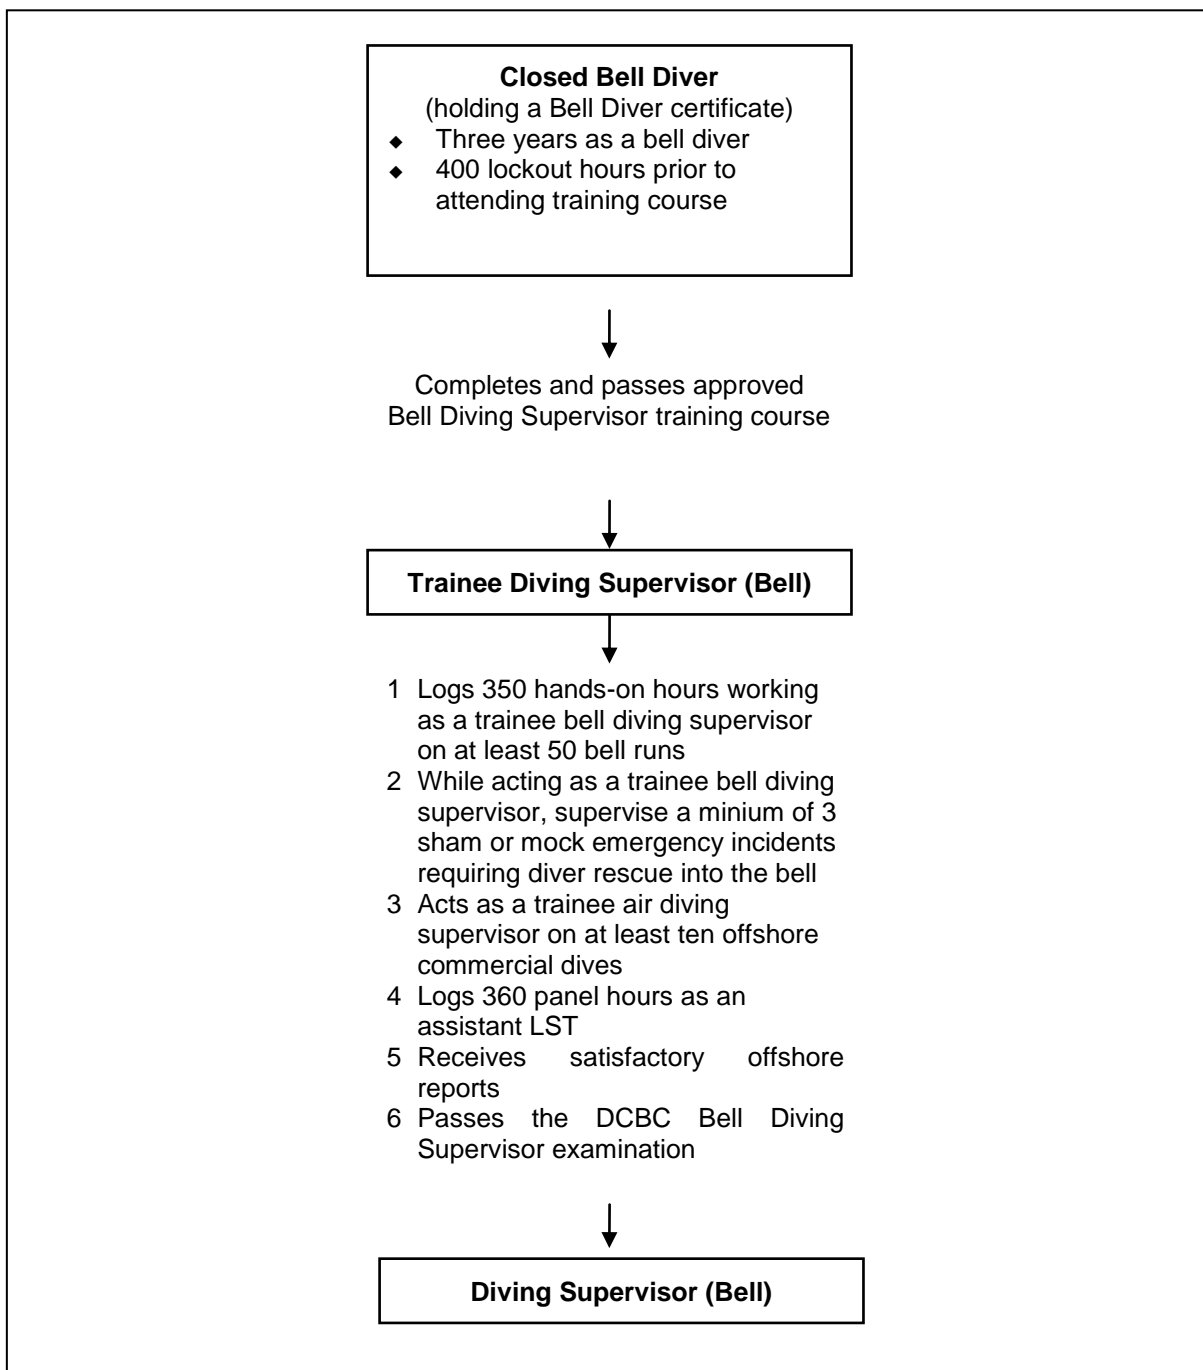 Closed Bell Diver
(holding a Bell Diver certificate)
◆ Three years as a bell diver
◆ 400 lockout hours prior to
attending training course
Completes and passes approved
Bell Diving Supervisor training course
Trainee Diving Supervisor (Bell)
1 Logs 350 hands-on hours working
as a trainee bell diving supervisor
on at least 50 bell runs
2 While acting as a trainee bell diving
supervisor, supervise a minium of 3
sham or mock emergency incidents
requiring diver rescue into the bell
3 Acts as a trainee air diving
supervisor on at least ten offshore
commercial dives
4 Logs 360 panel hours as an
assistant LST
5 Receives satisfactory offshore
reports
6 Passes the DCBC Bell Diving
Supervisor examination
Diving Supervisor (Bell)